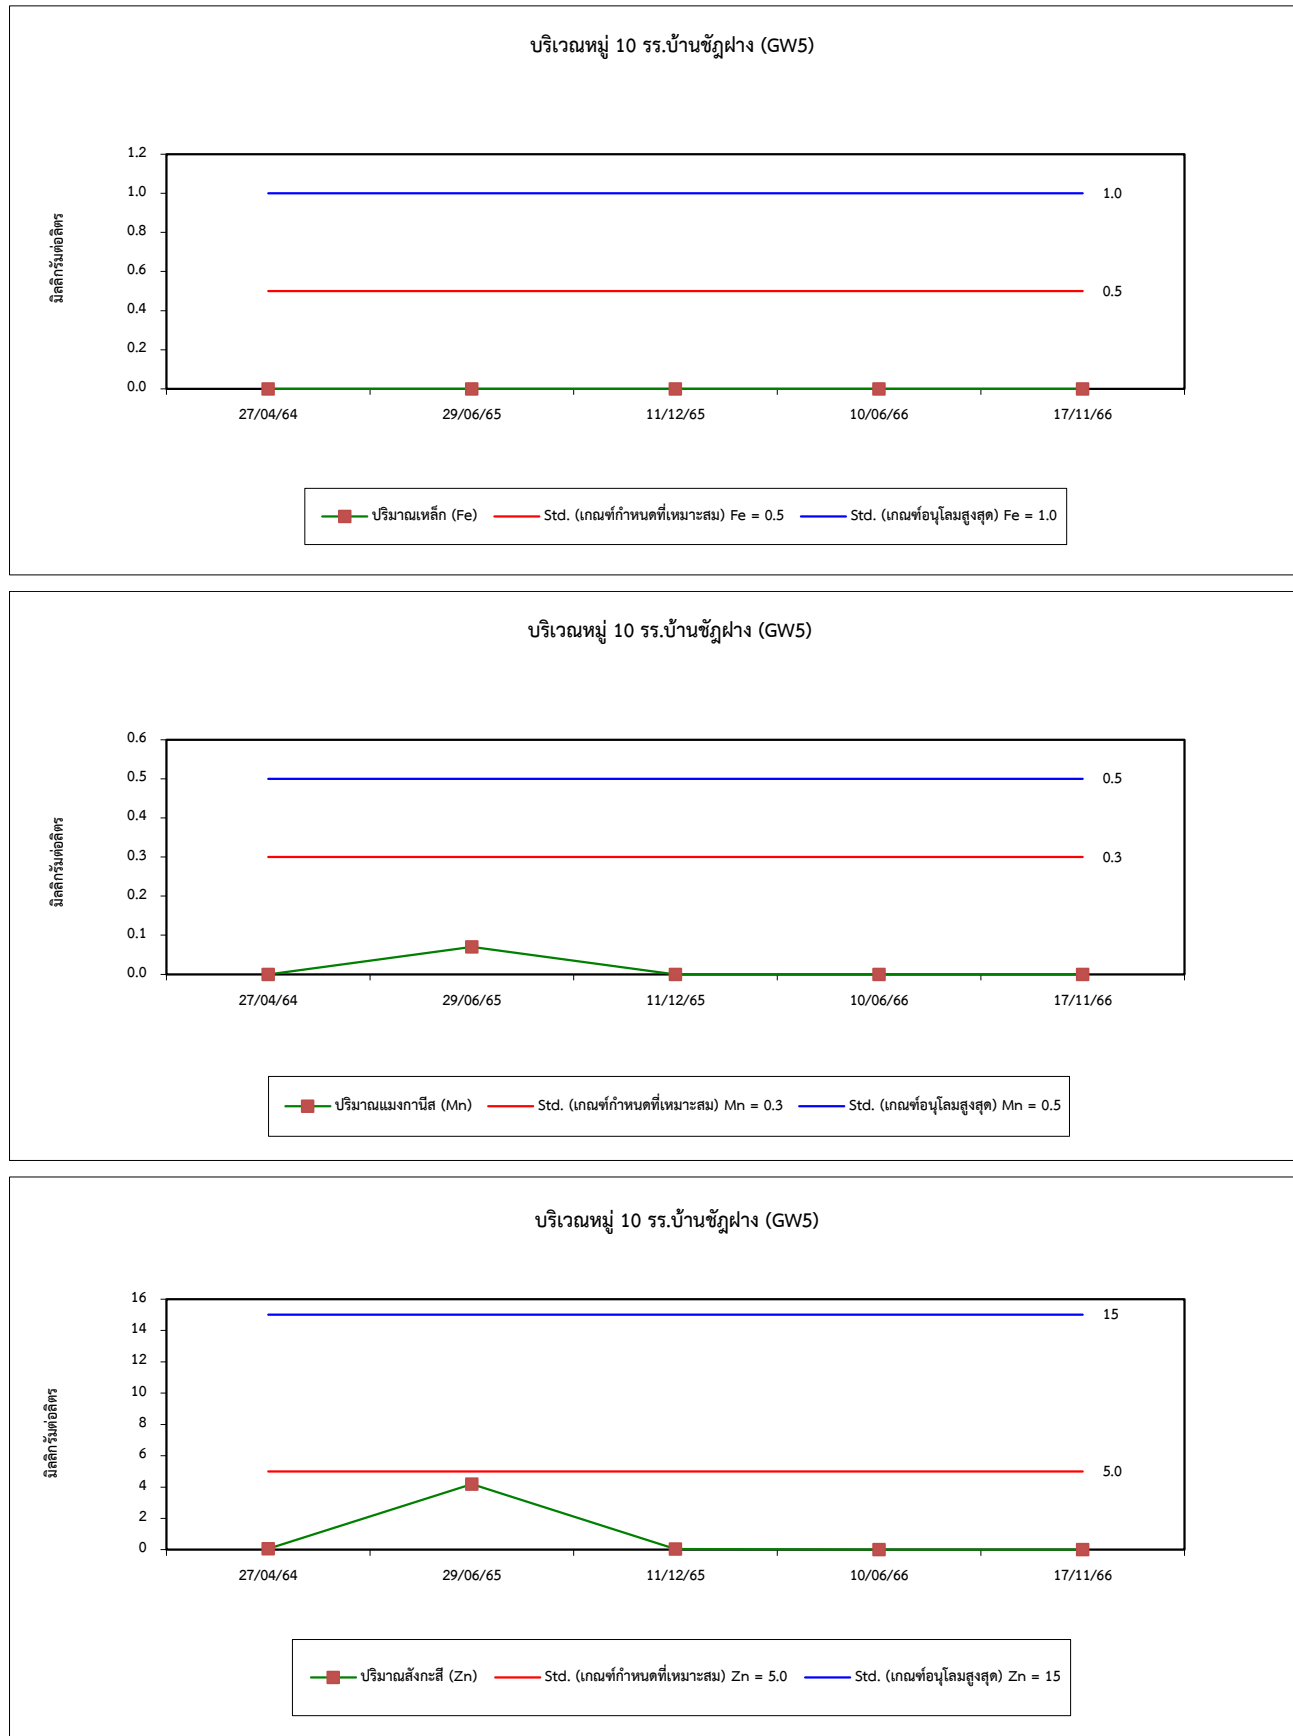 บริเวณหมู่ 10 รร.บ้านชัฎฝาง (GW5)
มิลลิกรัมต่อลิตร
1.2
1.0
0.8
0.6
0.4
0.2
0.0
1.0
0.5
27/04/64 29/06/65 11/12/65 10/06/66 17/11/66
ปริมาณเหล็ก (Fe) Std. (เกณฑ์กำหนดที่เหมาะสม) Fe = 0.5 Std. (เกณฑ์อนุโลมสูงสุด) Fe = 1.0
บริเวณหมู่ 10 รร.บ้านชัฎฝาง (GW5)
มิลลิกรัมต่อลิตร
0.6
0.5
0.4
0.3
0.2
0.1
0.0
0.5
0.3
27/04/64 29/06/65 11/12/65 10/06/66 17/11/66
ปริมาณแมงกานีส (Mn) Std. (เกณฑ์กำหนดที่เหมาะสม) Mn = 0.3 Std. (เกณฑ์อนุโลมสูงสุด) Mn = 0.5
บริเวณหมู่ 10 รร.บ้านชัฎฝาง (GW5)
มิลลิกรัมต่อลิตร
16
14
12
10
8
6
4
2
0
15
5.0
27/04/64 29/06/65 11/12/65 10/06/66 17/11/66
ปริมาณสังกะสี (Zn) Std. (เกณฑ์กำหนดที่เหมาะสม) Zn = 5.0 Std. (เกณฑ์อนุโลมสูงสุด) Zn = 15